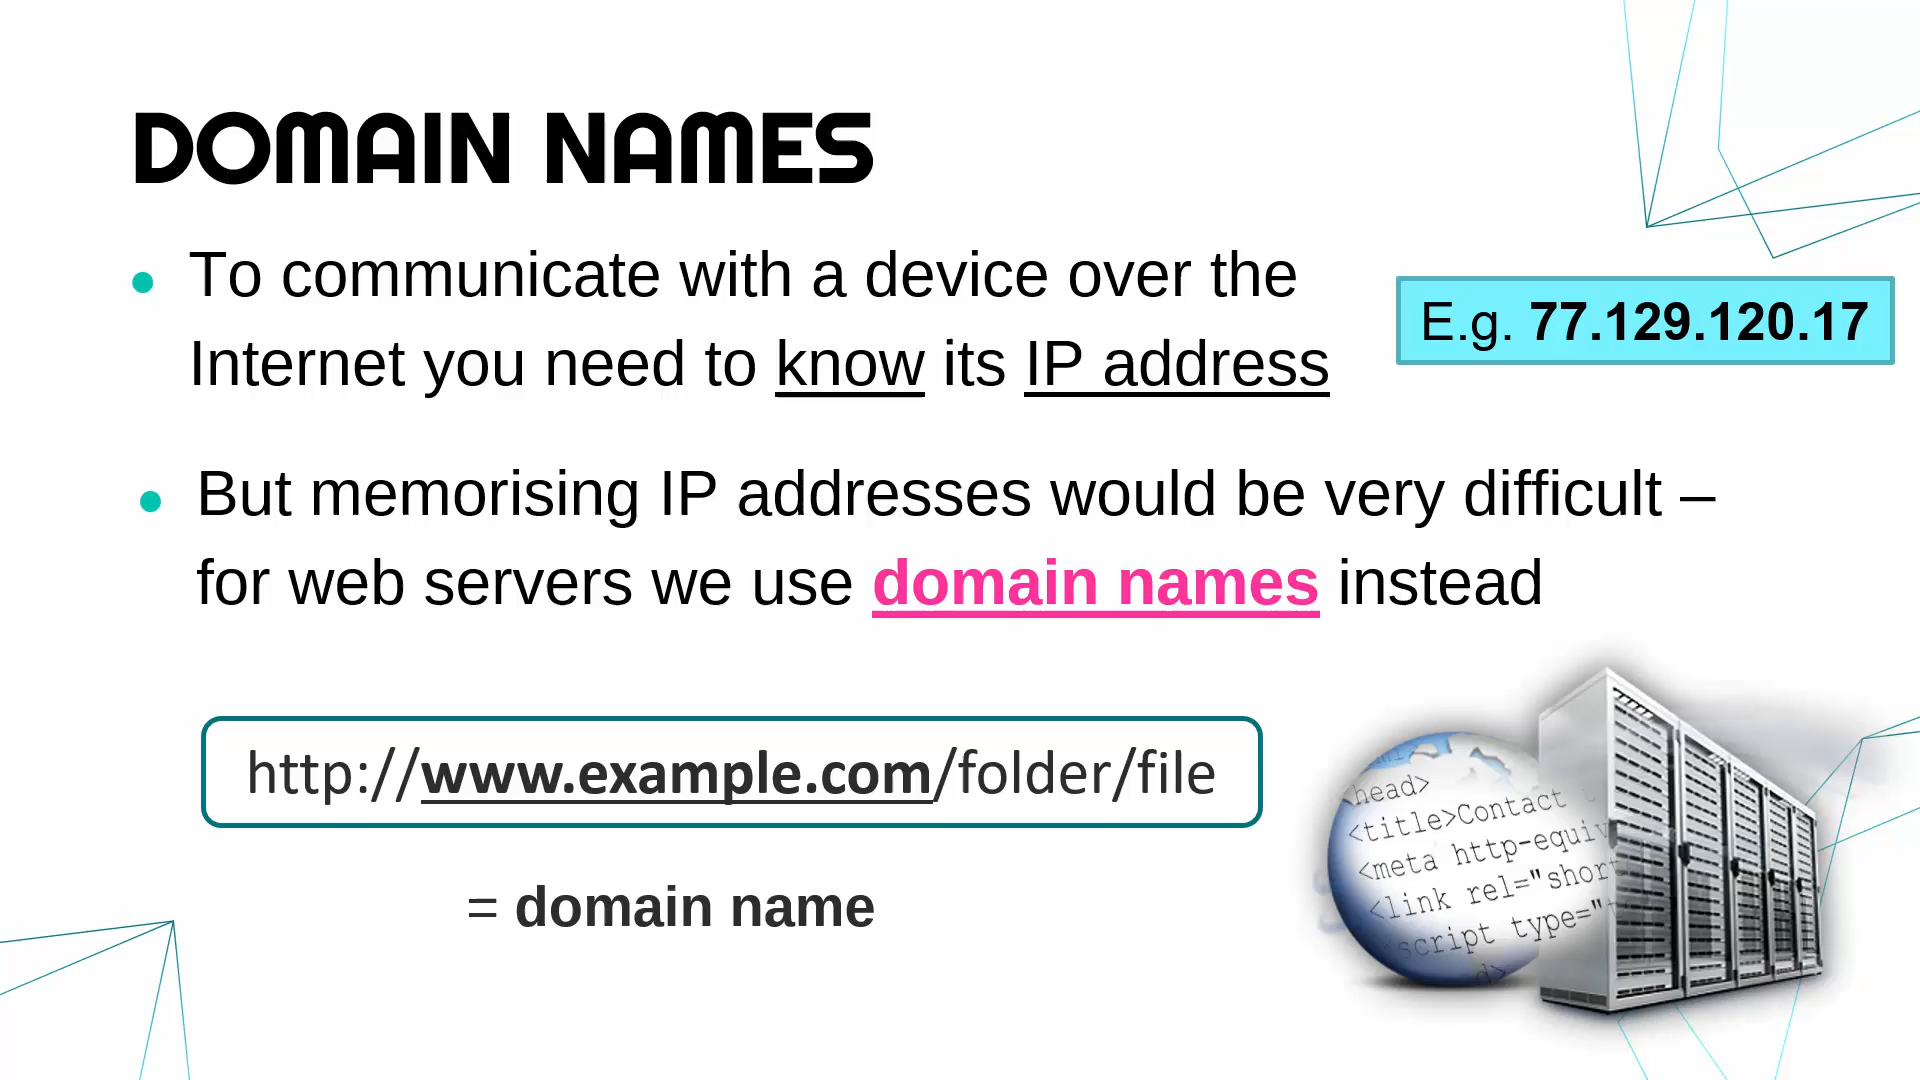 DOMAIN NAMES
To communicate with a device over the
Internet you need to know its IP address
E.g. 77.129.120.17
But memorising IP addresses would be very difficult –
for web servers we use domain names instead
http://www.example.com/folder/file
= domain name
<head>
<title>Contact
<meta http-equiv
<link rel="short
script type="
d>